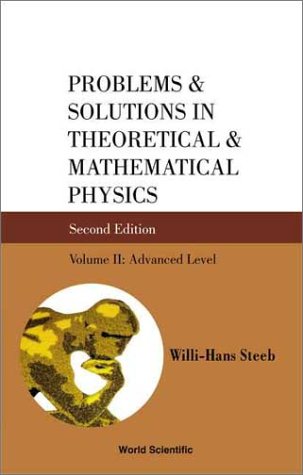 PROBLEMS &
SOLUTIONS IN
THEORETICAL &
MATHEMATICAL
PHYSICS
Second Edition
Volume II: Advanced Level
Willi-Hans Steeb
World Scientific